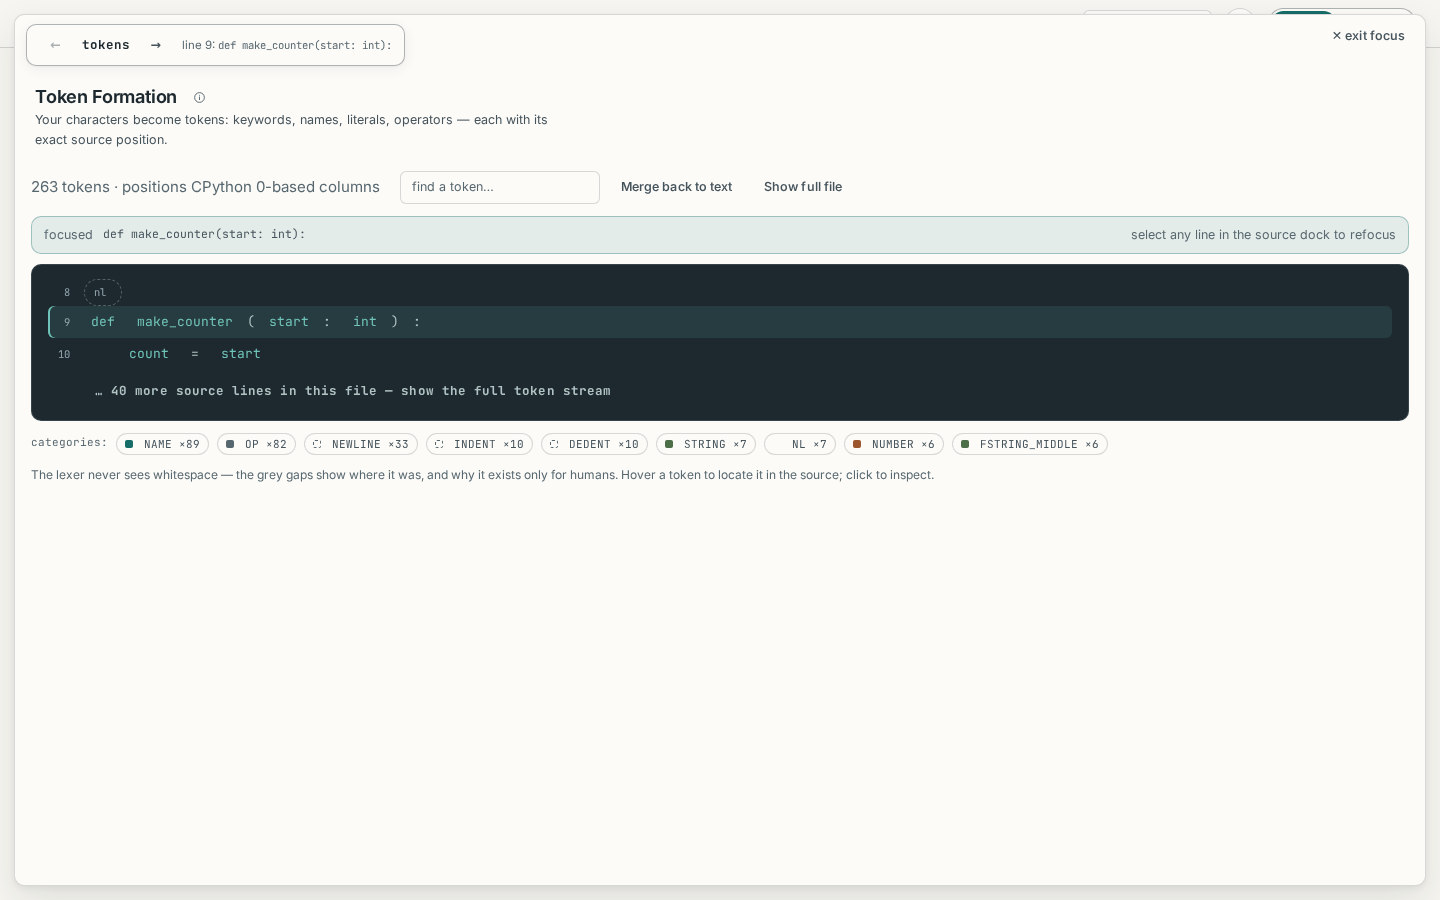 ← tokens → line 9: def make_counter(start: int):
✕ exit focus
Token Formation
Your characters become tokens: keywords, names, literals, operators — each with its
exact source position.
263 tokens · positions CPython 0-based columns
find a token...
Merge back to text
Show full file
focused def make_counter(start: int):
select any line in the source dock to refocus
8 nl
9 def make_counter ( start : int ) :
10 count = start
… 40 more source lines in this file — show the full token stream
categories: NAME ×89 OP ×82 NEWLINE ×33 INDENT ×10 DEDENT ×10 STRING ×7 NL ×7 NUMBER ×6 FSTRING_MIDDLE ×6
The lexer never sees whitespace — the grey gaps show where it was, and why it exists only for humans. Hover a token to locate it in the source; click to inspect.